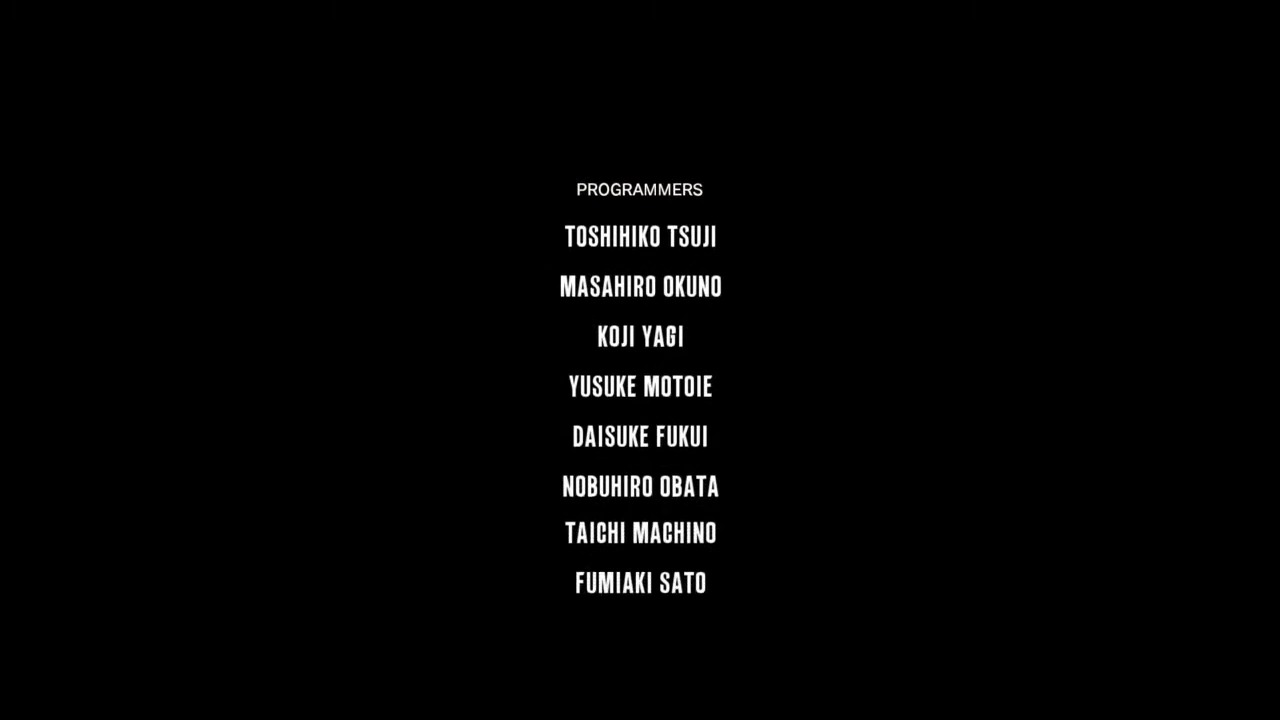 PROGRAMMERS
TOSHIHIKO TSUJI
MASAHIRO OKUNO
KOJI YAGI
YUSUKE MOTOIE
DAISUKE FUKUI
NOBUHIRO OBATA
TAICHI MACHINO
FUMIAKI SATO